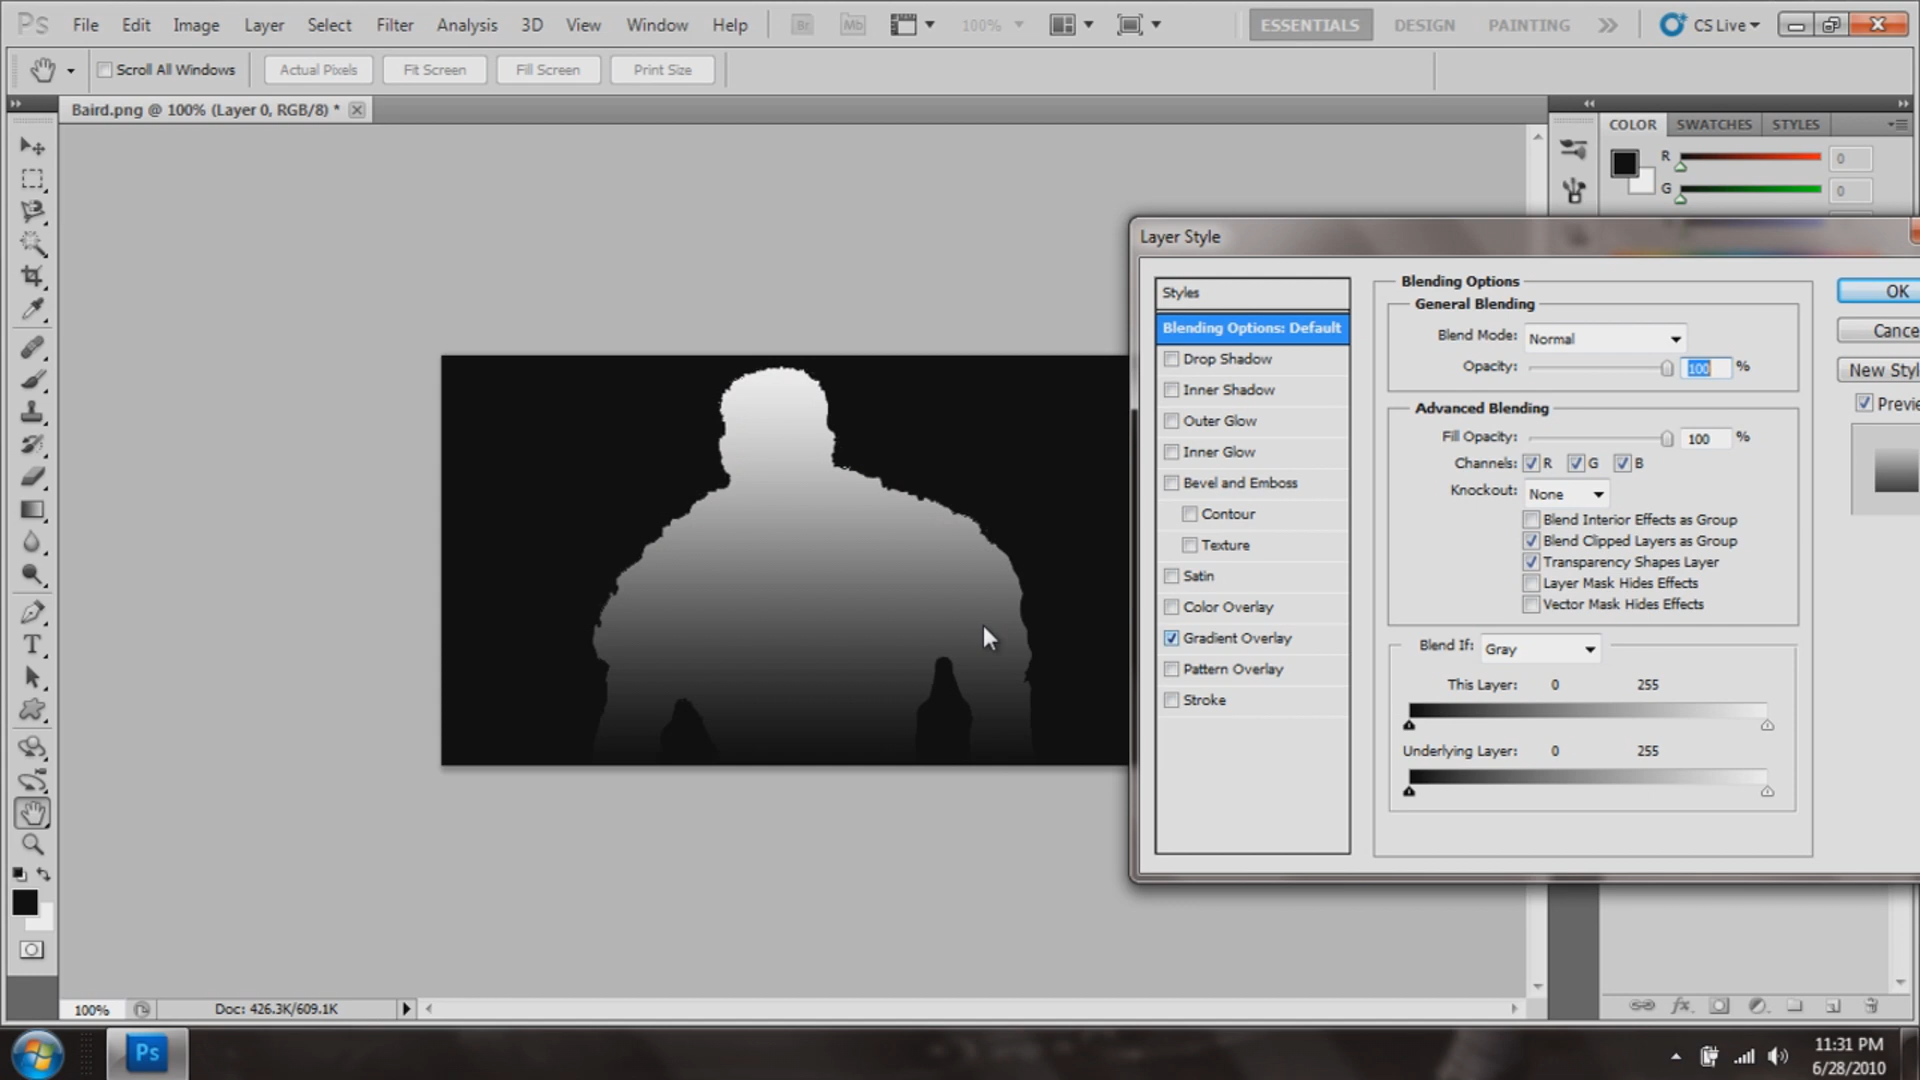 Ps File Edit Image Layer Select Filter Analysis 3D View Window Help Br Mb 100% ESSENTIALS DESIGN PAINTING CS Live
Scroll All Windows Actual Pixels Fit Screen Fill Screen Print Size
Baird.png @ 100% (Layer 0, RGB/8) *
COLOR SWATCHES STYLES
R 0
G 0
Layer Style
Styles
Blending Options: Default
Drop Shadow
Inner Shadow
Outer Glow
Inner Glow
Bevel and Emboss
Contour
Texture
Satin
Color Overlay
Gradient Overlay
Pattern Overlay
Stroke
Blending Options
General Blending
Blend Mode: Normal
Opacity: 100 %
Advanced Blending
Fill Opacity: 100 %
Channels: R G B
Knockout: None
Blend Interior Effects as Group
Blend Clipped Layers as Group
Transparency Shapes Layer
Layer Mask Hides Effects
Vector Mask Hides Effects
Blend If: Gray
This Layer: 0 255
Underlying Layer: 0 255
OK
Cance
New Styl
Previe
T
100% Doc: 426.3K/609.1K
fx
Ps
11:31 PM
6/28/2010